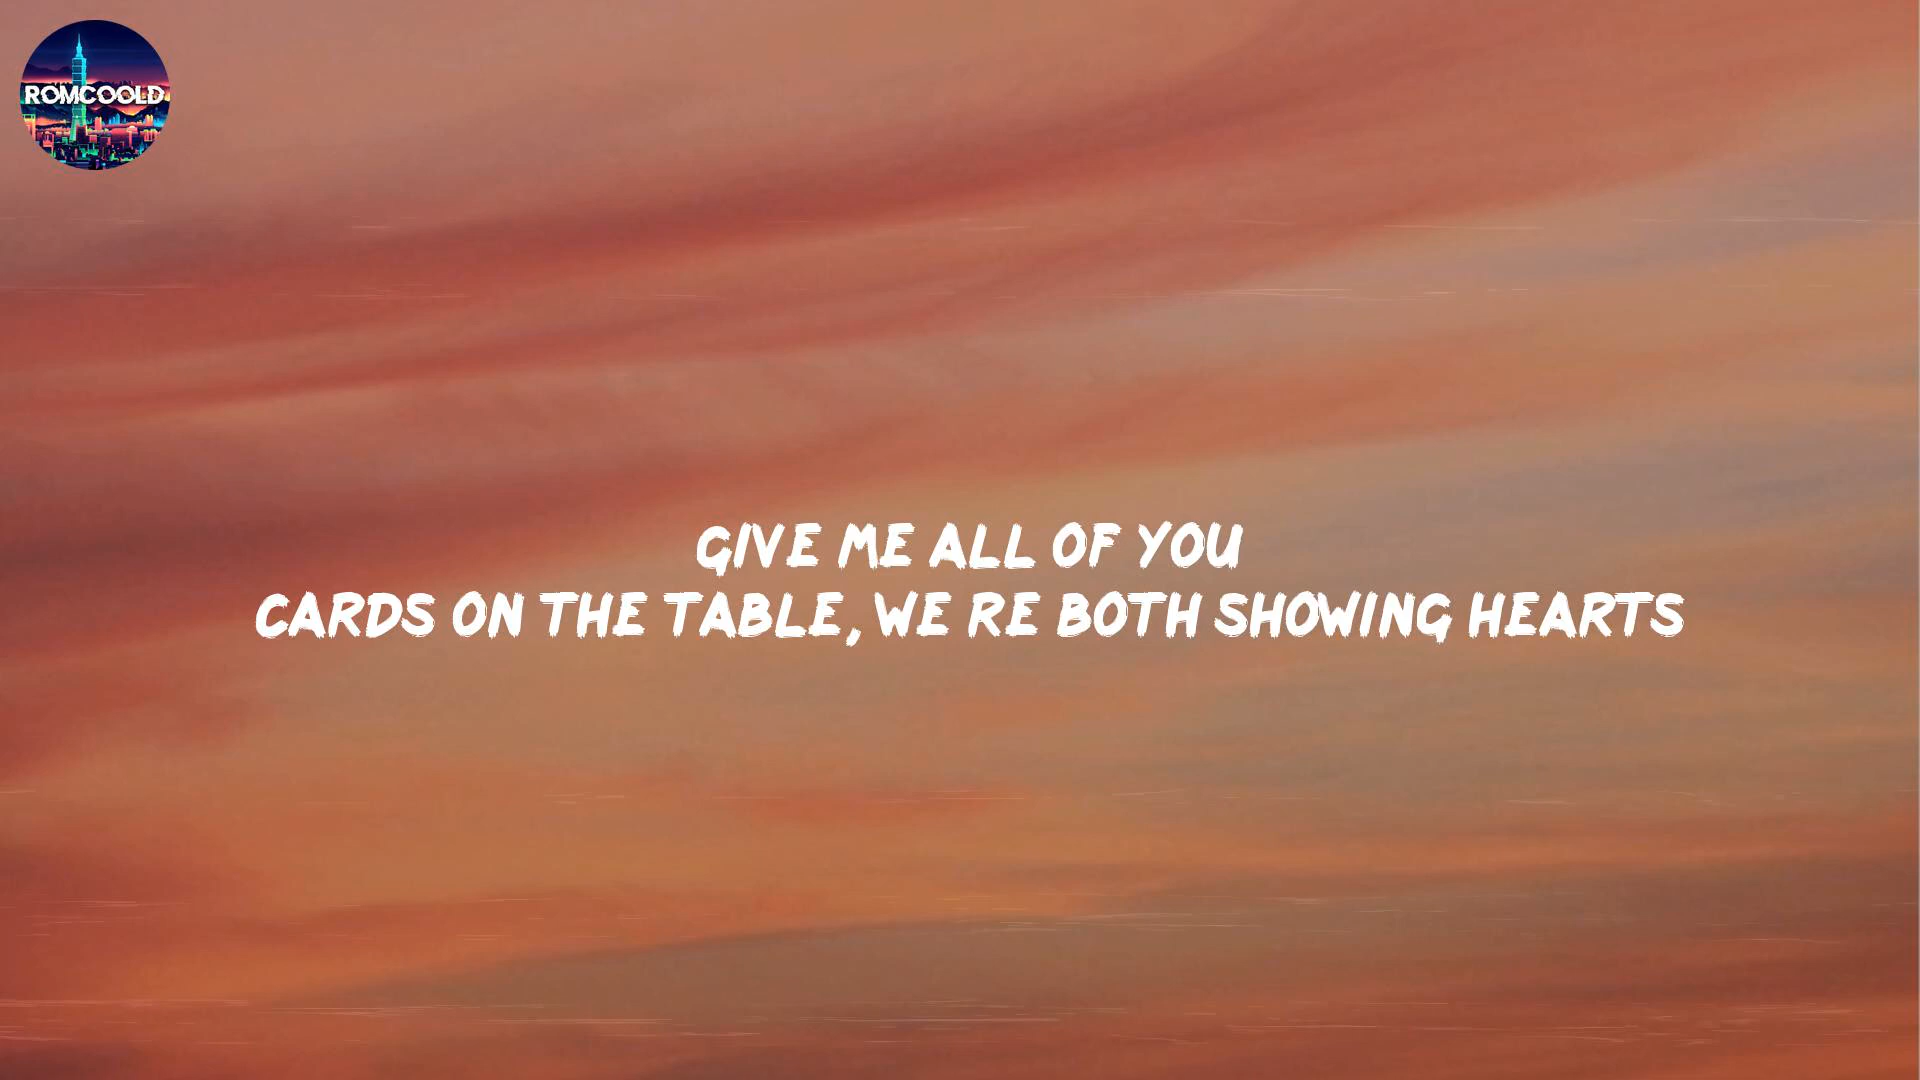 ROMCOOLD
GIVE ME ALL OF YOU
CARDS ON THE TABLE, WE RE BOTH SHOWING HEARTS